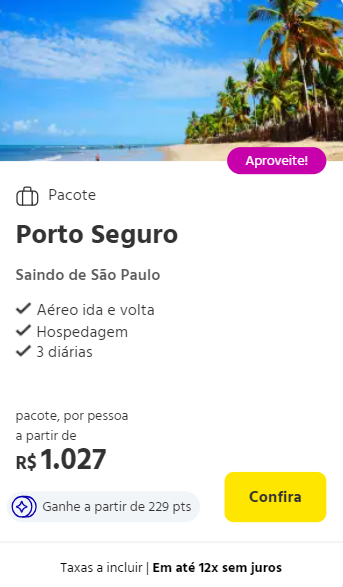 Aproveite!
Pacote
Porto Seguro
Saindo de São Paulo
Aéreo ida e volta
Hospedagem
3 diárias
pacote, por pessoa
a partir de
R$ 1.027
Ganhe a partir de 229 pts
Confira
Taxas a incluir | Em até 12x sem juros